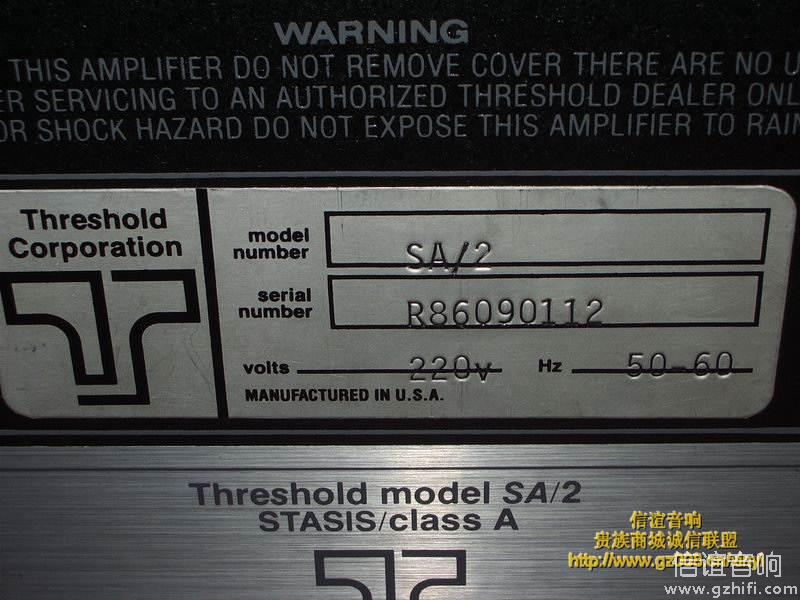 WARNING
THIS AMPLIFIER DO NOT REMOVE COVER THERE ARE NO U
ER SERVICING TO AN AUTHORIZED THRESHOLD DEALER ONL
OR SHOCK HAZARD DO NOT EXPOSE THIS AMPLIFIER TO RAIN
Threshold
Corporation
model
number SA/2
serial
number R86090112
volts 220v Hz 50-60
MANUFACTURED IN U.S.A.
Threshold model SA/2
STASIS/class A
信谊音响
贵族商城诚信联盟
信谊音响
www.gzhifi.com